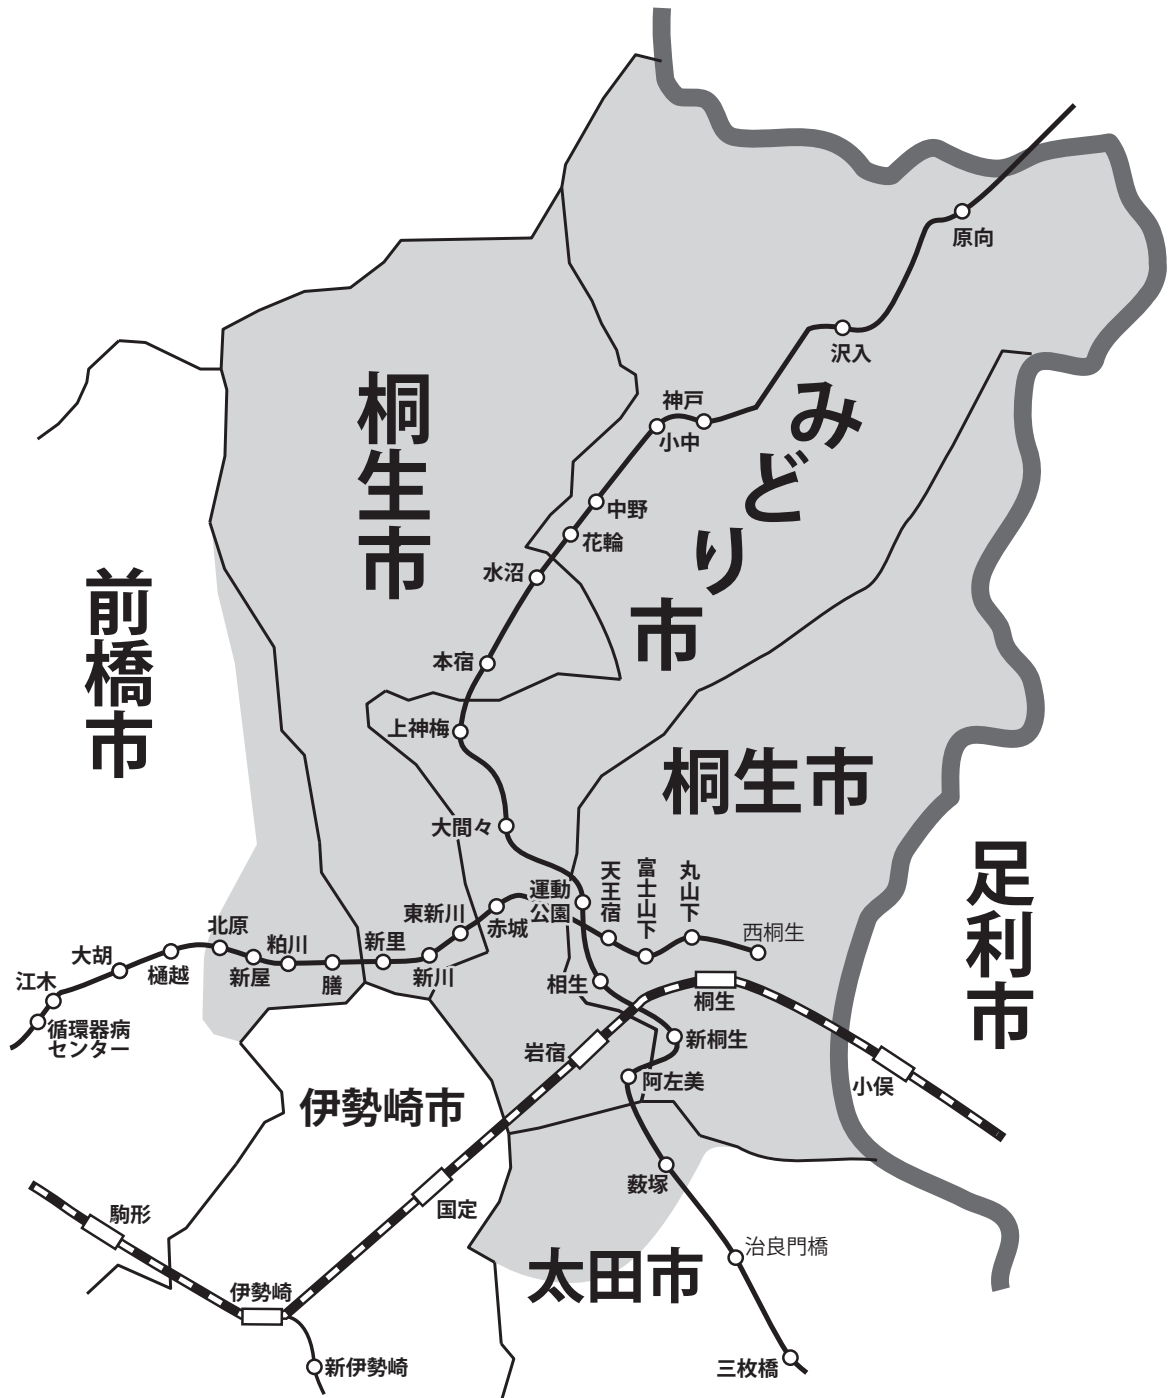 原向
沢入
神戸
小中
みどり市
桐生市
中野
花輪
水沼
前橋市
本宿
上神梅
桐生市
大間々
足利市
運動
公園
天王宿
富士山下
丸山下
西桐生
東新川
赤城
北原
粕川
新里
大胡
樋越
新屋
膳
新川
江木
相生
桐生
循環器病
センター
岩宿
新桐生
阿左美
小俣
伊勢崎市
薮塚
国定
駒形
治良門橋
太田市
伊勢崎
新伊勢崎
三枚橋